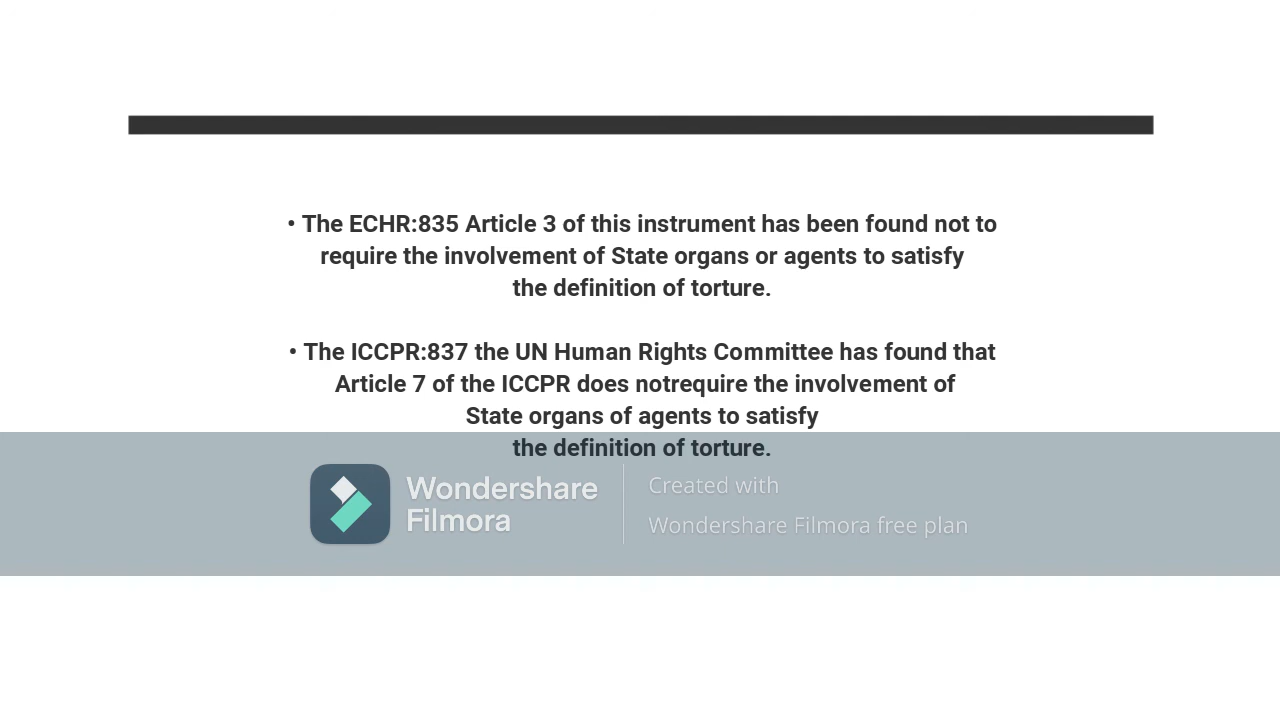 • The ECHR:835 Article 3 of this instrument has been found not to
require the involvement of State organs or agents to satisfy
the definition of torture.
• The ICCPR:837 the UN Human Rights Committee has found that
Article 7 of the ICCPR does notrequire the involvement of
State organs of agents to satisfy
the definition of torture.
Wondershare
Filmora
Created with
Wondershare Filmora free plan